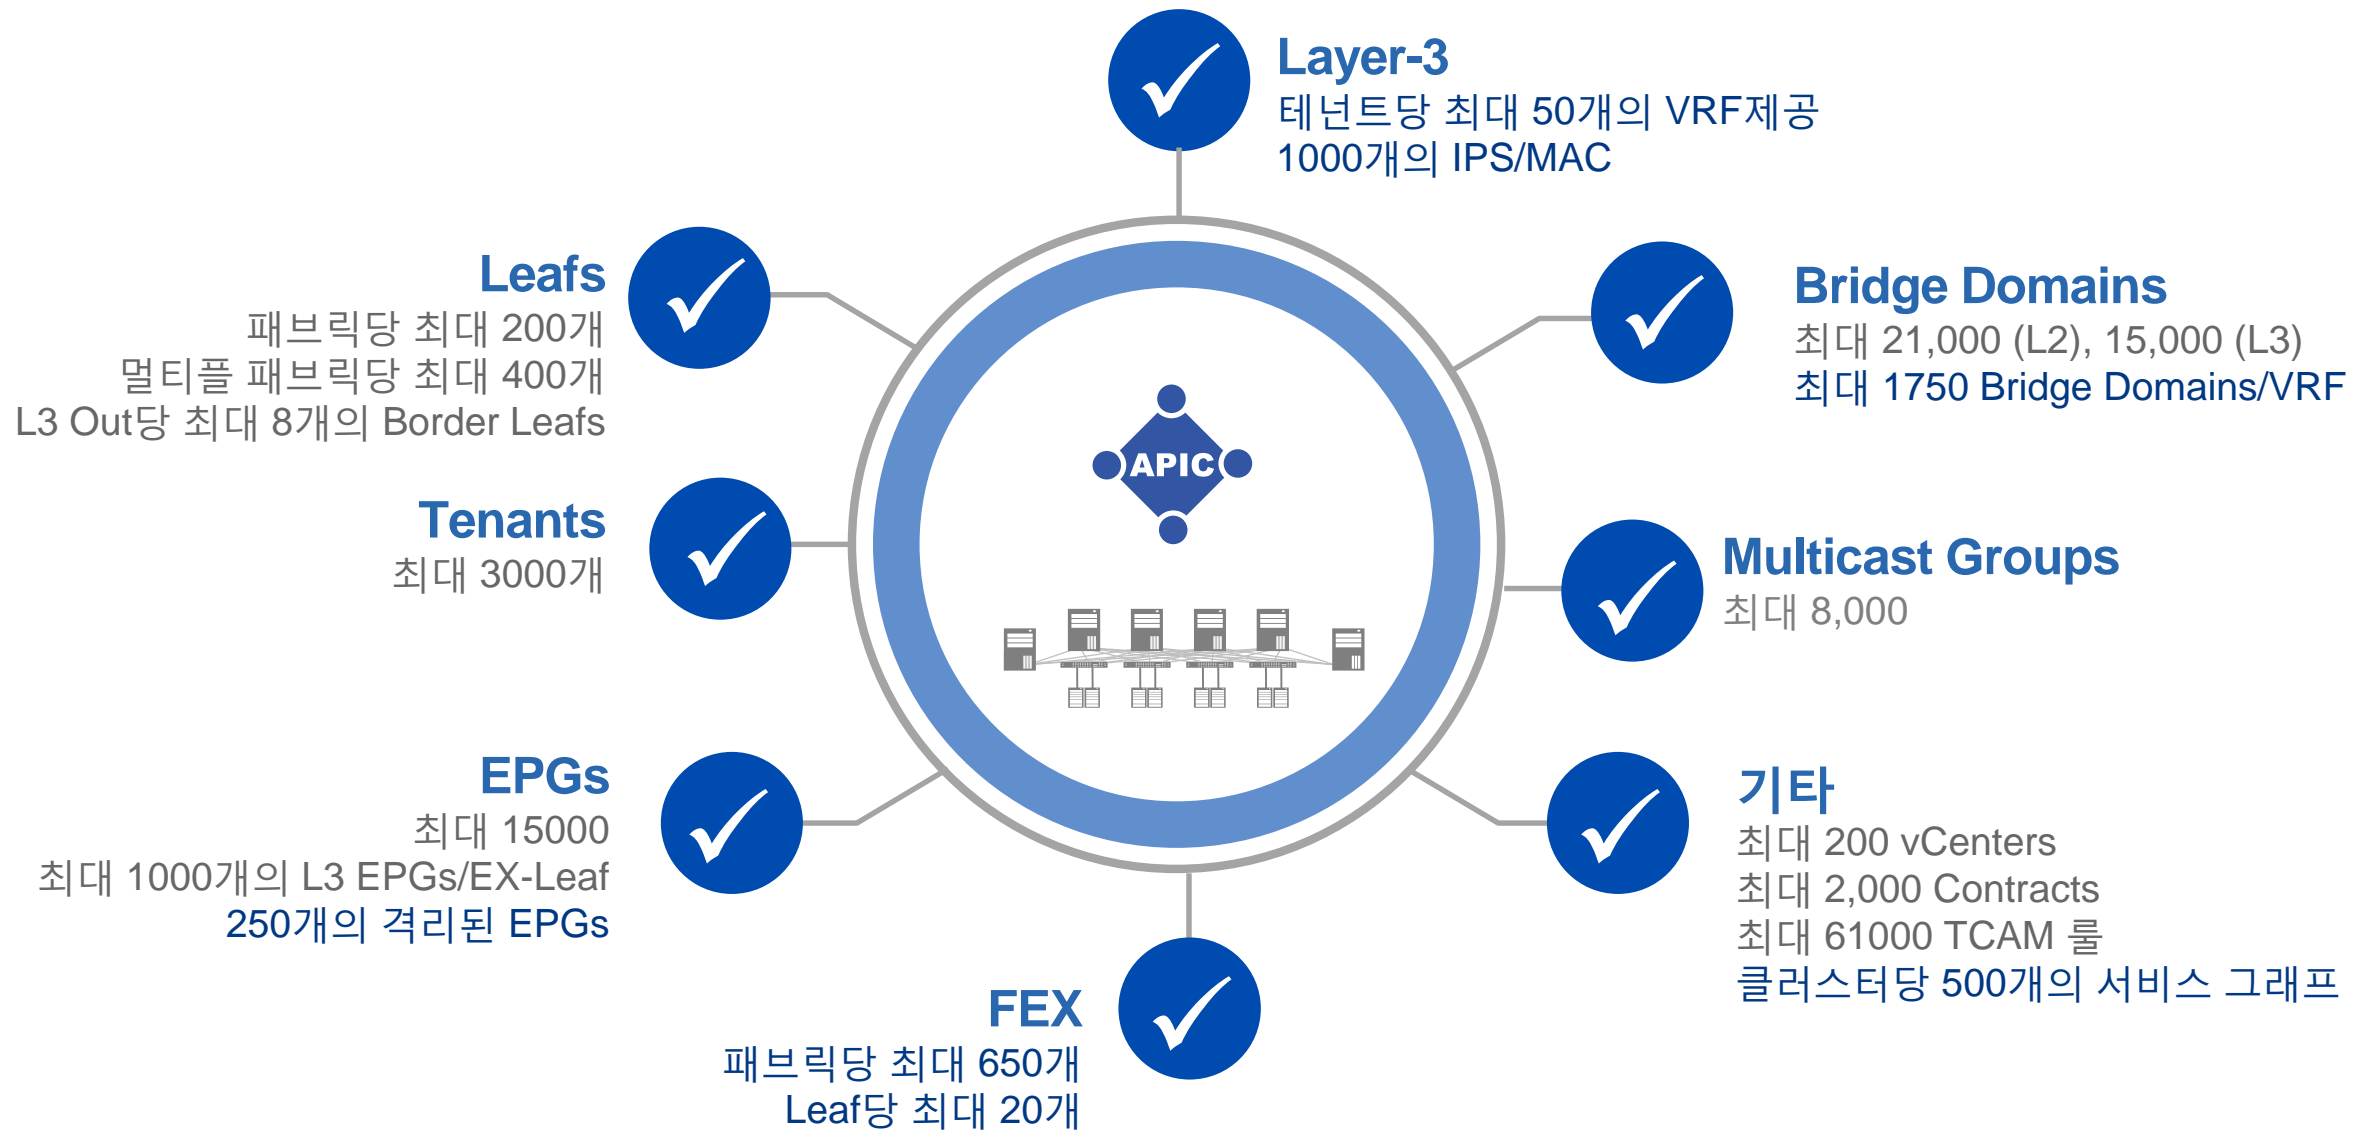 Layer-3
테넌트당 최대 50개의 VRF제공
1000개의 IPS/MAC
Leafs
패브릭당 최대 200개
멀티플 패브릭당 최대 400개
L3 Out당 최대 8개의 Border Leafs
Bridge Domains
최대 21,000 (L2), 15,000 (L3)
최대 1750 Bridge Domains/VRF
APIC
Tenants
최대 3000개
Multicast Groups
최대 8,000
EPGs
최대 15000
최대 1000개의 L3 EPGs/EX-Leaf
250개의 격리된 EPGs
기타
최대 200 vCenters
최대 2,000 Contracts
최대 61000 TCAM 룰
클러스터당 500개의 서비스 그래프
FEX
패브릭당 최대 650개
Leaf당 최대 20개